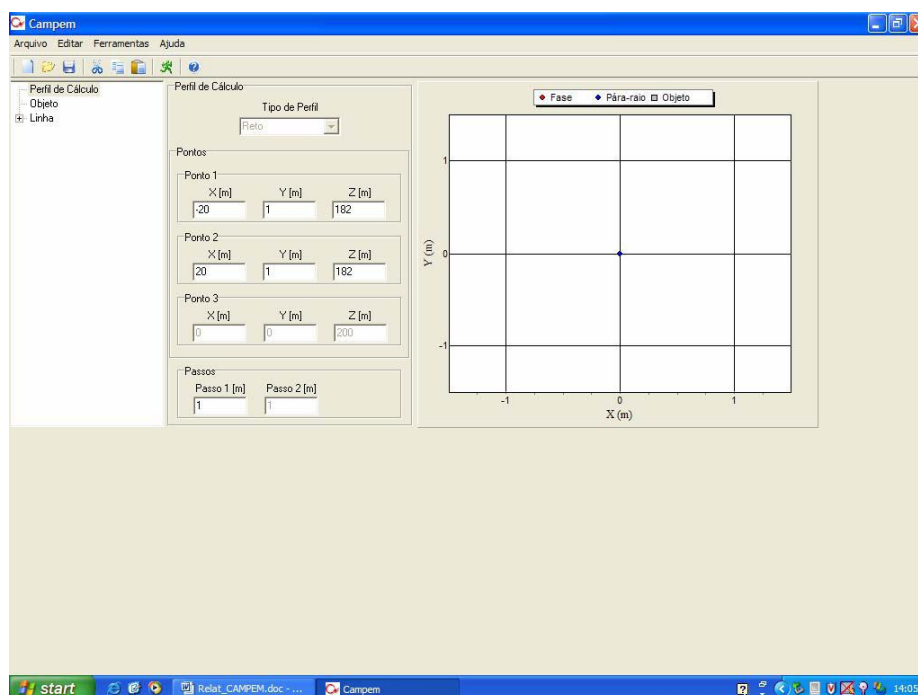 Campem
Arquivo Editar Ferramentas Ajuda
Perfil de Cálculo
Objeto
Linha
Perfil de Cálculo
Tipo de Perfil
Reto
Pontos
Ponto 1
X [m] Y [m] Z [m]
-20 1 182
Ponto 2
X [m] Y [m] Z [m]
20 1 182
Ponto 3
X [m] Y [m] Z [m]
0 0 200
Passos
Passo 1 [m] Passo 2 [m]
1 1
Fase Pára-raio Objeto
1
0
-1
Y (m)
-1 0 1
X (m)
start Relat_CAMPEM.doc - ... Campem 14:05